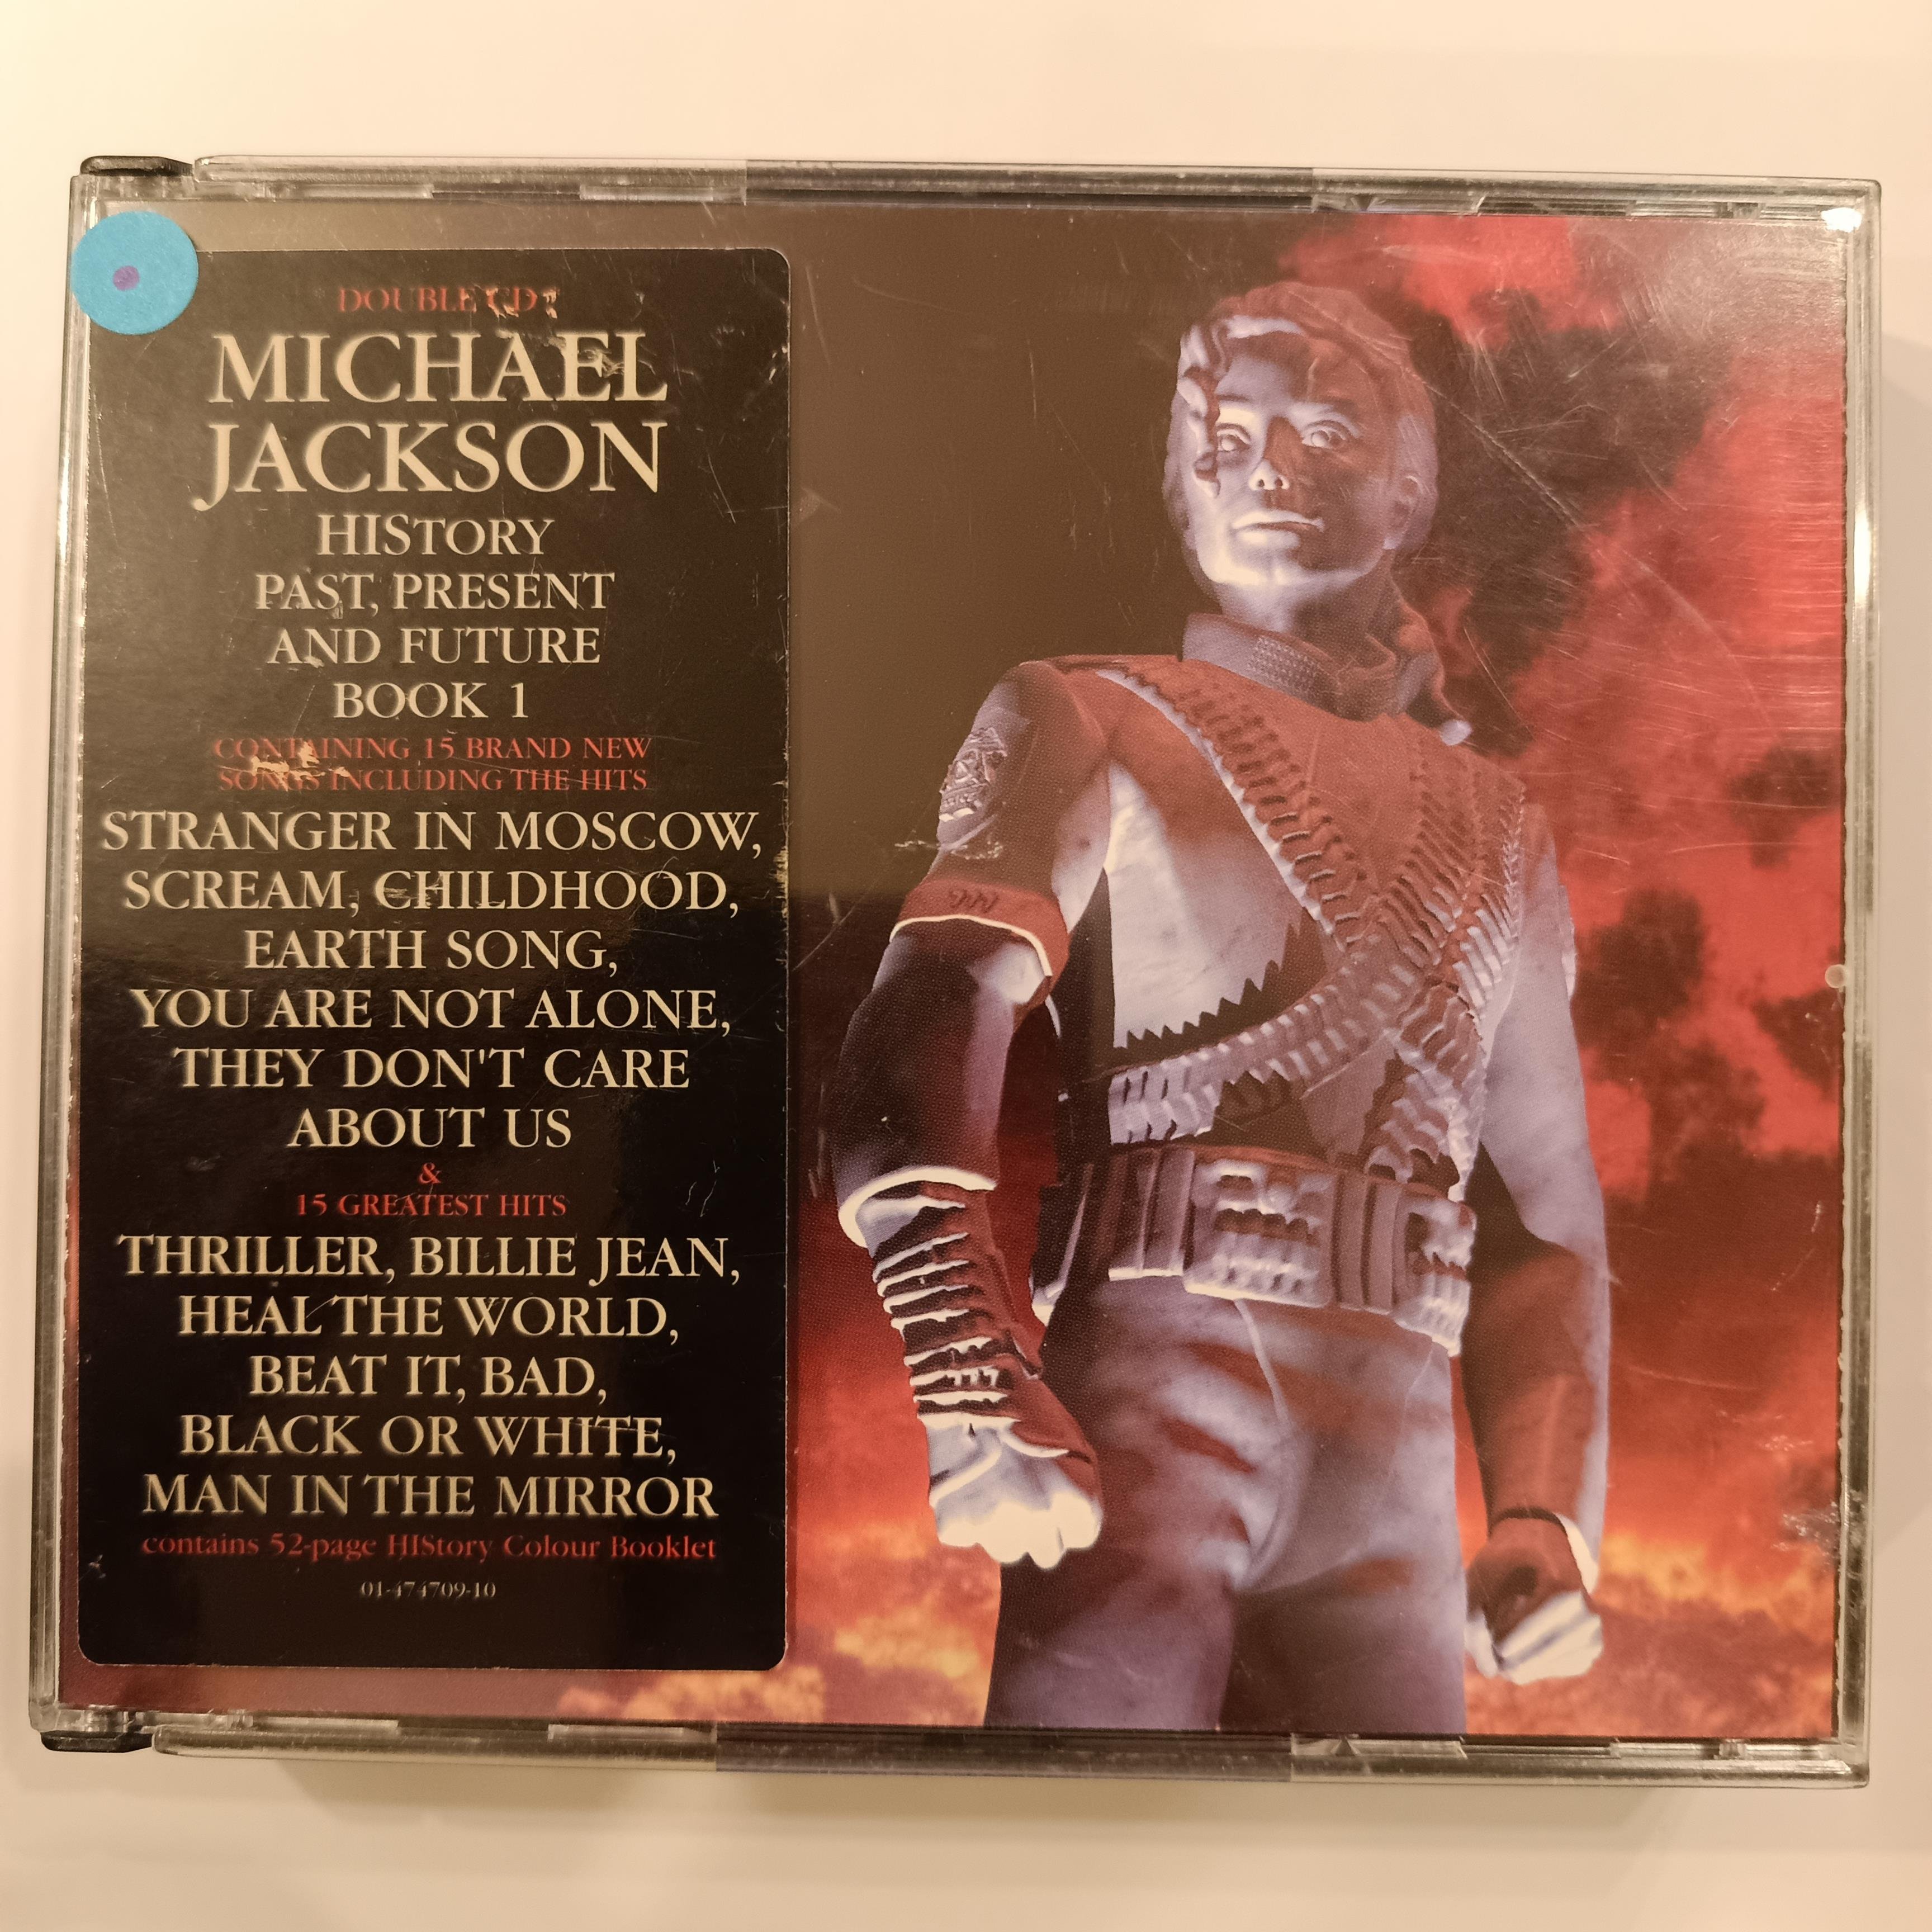 DOUBLE CD
MICHAEL
JACKSON
HISTORY
PAST, PRESENT
AND FUTURE
BOOK 1
CONTAINING 15 BRAND NEW
SONGS INCLUDING THE HITS
STRANGER IN MOSCOW,
SCREAM, CHILDHOOD,
EARTH SONG,
YOU ARE NOT ALONE,
THEY DON'T CARE
ABOUT US
&
15 GREATEST HITS
THRILLER, BILLIE JEAN,
HEAL THE WORLD,
BEAT IT, BAD,
BLACK OR WHITE,
MAN IN THE MIRROR
contains 52-page HIStory Colour Booklet
01-474709-10